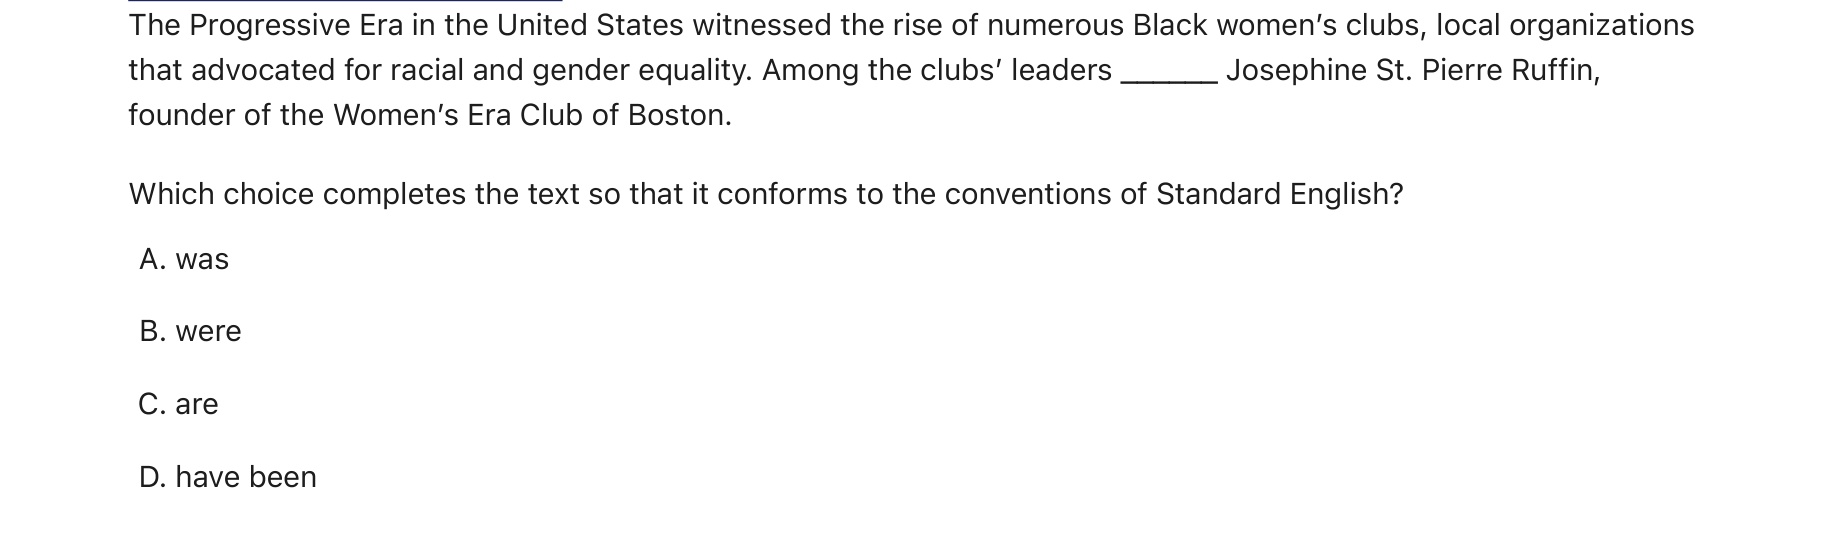 The Progressive Era in the United States witnessed the rise of numerous Black women’s clubs, local organizations
that advocated for racial and gender equality. Among the clubs’ leaders ______ Josephine St. Pierre Ruffin,
founder of the Women’s Era Club of Boston.
Which choice completes the text so that it conforms to the conventions of Standard English?
A. was
B. were
C. are
D. have been